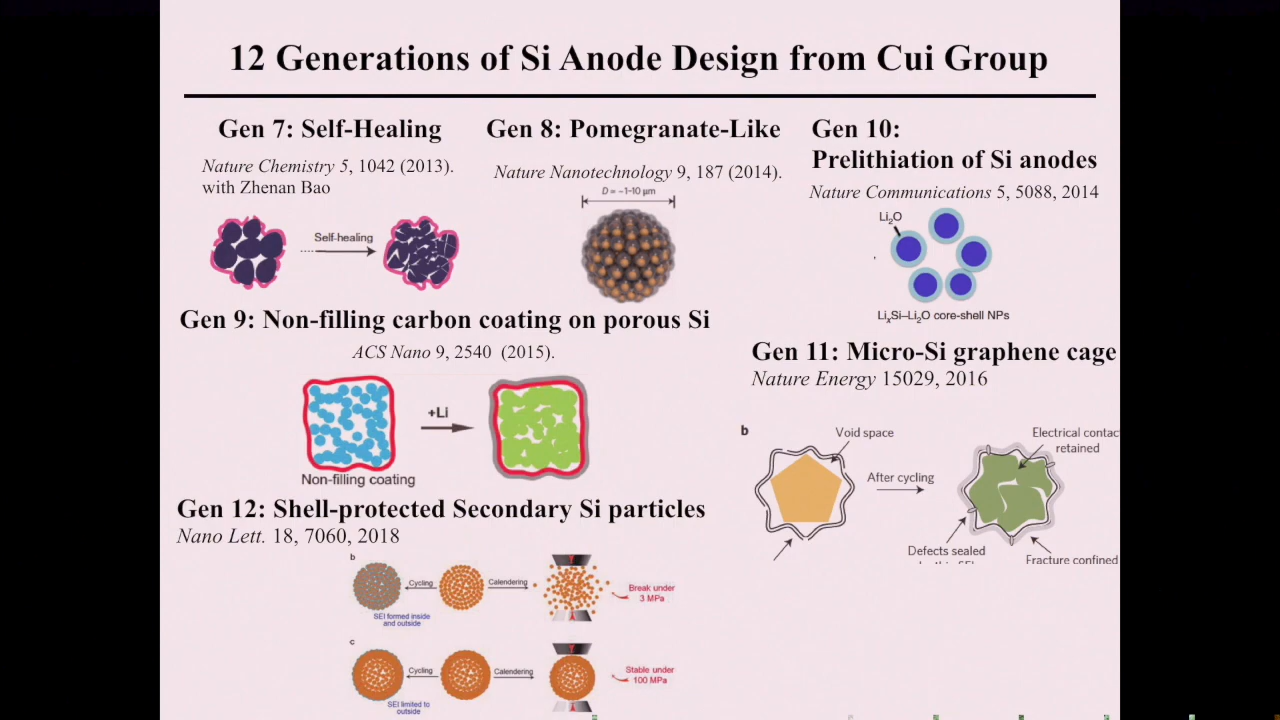 12 Generations of Si Anode Design from Cui Group
Gen 7: Self-Healing
Nature Chemistry 5, 1042 (2013).
with Zhenan Bao
Self-healing
Gen 8: Pomegranate-Like
Nature Nanotechnology 9, 187 (2014).
D = ~1-10 μm
Gen 10:
Prelithiation of Si anodes
Nature Communications 5, 5088, 2014
Li2O
LixSi–Li2O core-shell NPs
Gen 9: Non-filling carbon coating on porous Si
ACS Nano 9, 2540 (2015).
+Li
Non-filling coating
Gen 11: Micro-Si graphene cage
Nature Energy 15029, 2016
b
Void space
After cycling
Electrical contac
retained
Defects sealed
Fracture confined
Gen 12: Shell-protected Secondary Si particles
Nano Lett. 18, 7060, 2018
b
Cycling
Calendering
Break under
3 MPa
SEI formed inside
and outside
c
Cycling
Calendering
Stable under
100 MPa
SEI limited to
outside